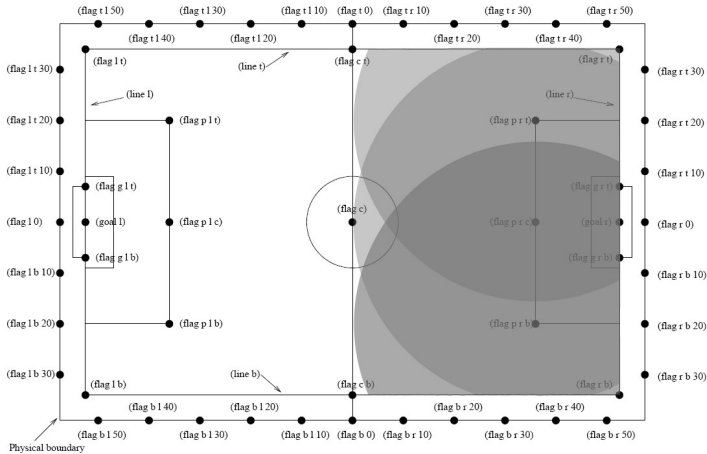 (flag t l 50) (flag t l 30) (flag t l 10) (flag t 0) (flag t r 10) (flag t r 30) (flag t r 50)
(flag t l 40) (flag t l 20) (flag t r 20) (flag t r 40)
(flag l t) (line t) (flag c t) (flag r t)
(flag l t 30) (flag r t 30)
(line l) (line r)
(flag l t 20) (flag p l t) (flag p r t) (flag r t 20)
(flag l t 10) (flag r t 10)
(flag g l t) (flag g r t)
(flag c)
(flag l 0) (goal l) (flag p l c) (flag p r c) (goal r) (flag r 0)
(flag g l b) (flag g r b)
(flag l b 10) (flag r b 10)
(flag l b 20) (flag p l b) (flag p r b) (flag r b 20)
(flag l b 30) (line b) (flag r b 30)
(flag l b) (flag c b) (flag r b)
(flag b l 40) (flag b l 20) (flag b r 20) (flag b r 40)
(flag b l 50) (flag b l 30) (flag b l 10) (flag b 0) (flag b r 10) (flag b r 30) (flag b r 50)
Physical boundary